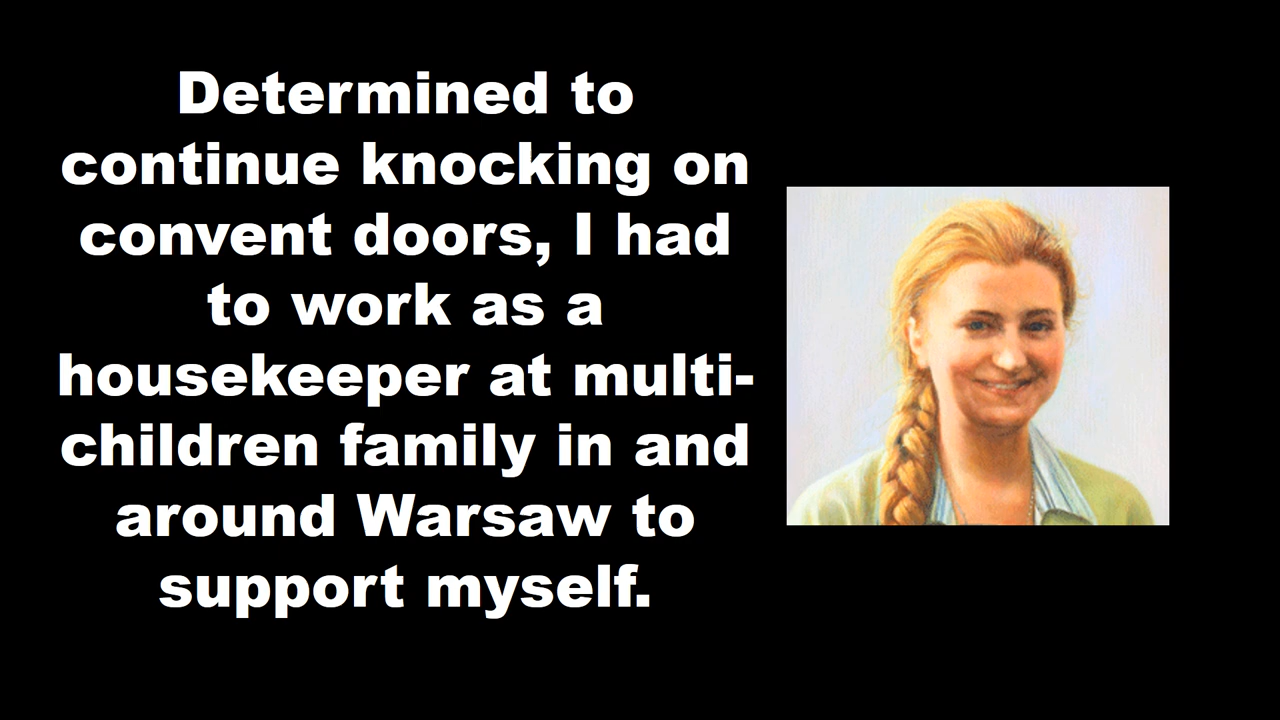 Determined to
continue knocking on
convent doors, I had
to work as a
housekeeper at multi-
children family in and
around Warsaw to
support myself.